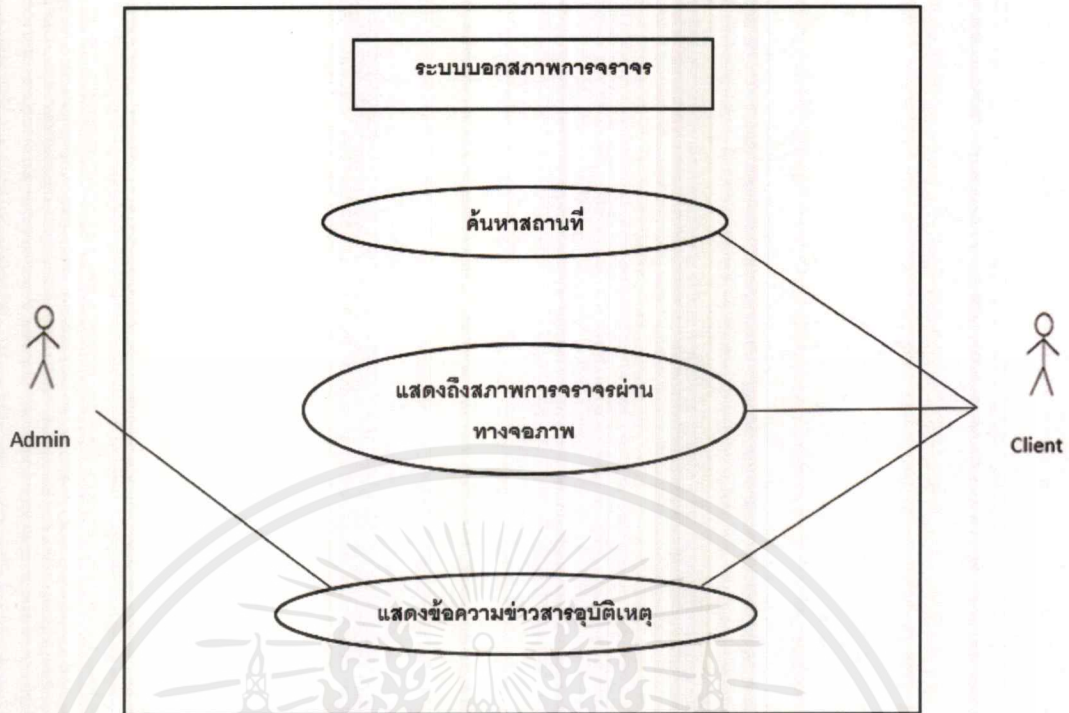 ระบบบอกสภาพการจราจร
ค้นหาสถานที่
แสดงถึงสภาพการจราจรผ่าน
ทางจอภาพ
Admin
Client
แสดงข้อความข่าวสารอุบัติเหตุ